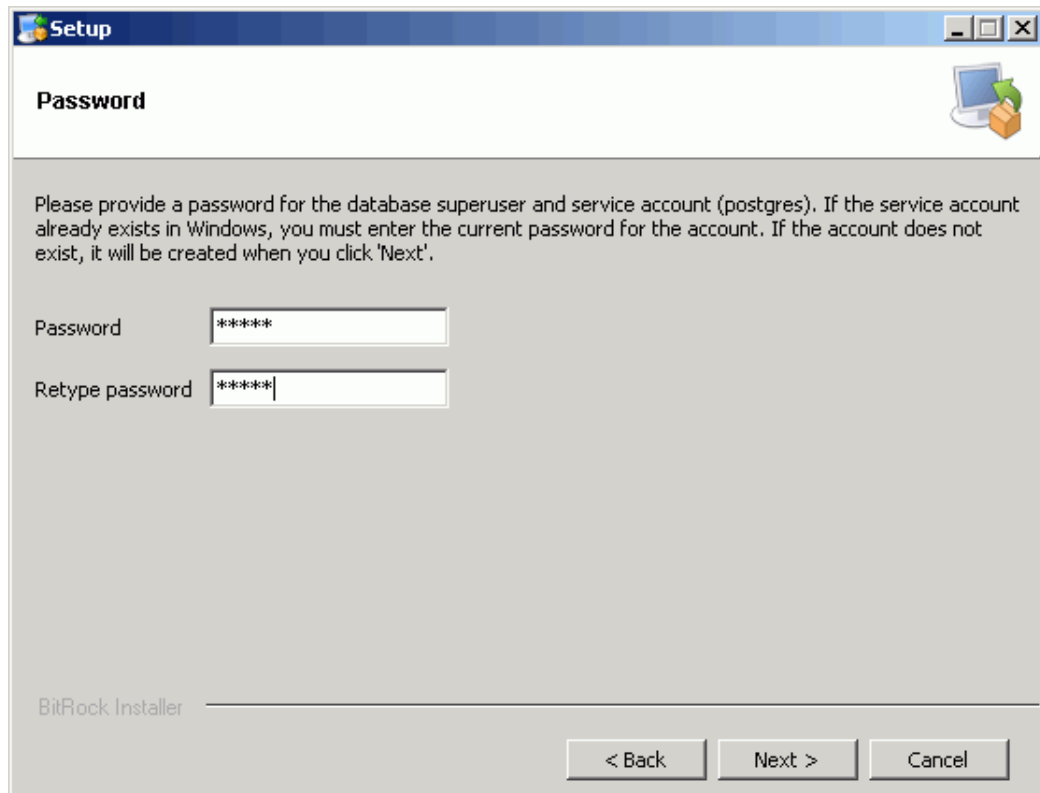 Setup
Password
Please provide a password for the database superuser and service account (postgres). If the service account
already exists in Windows, you must enter the current password for the account. If the account does not
exist, it will be created when you click 'Next'.
Password *****
Retype password *****
BitRock Installer
< Back Next > Cancel